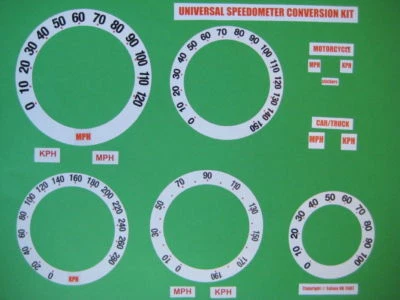 UNIVERSAL SPEEDOMETER CONVERSION KIT
0 10 20 30 40 50 60 70 80 90 100 110 120
MPH
KPH MPH
0 10 20 30 40 50 60 70 80 90 100 110 120 130 140 150
MOTORCYCLE
MPH KPH
stickers
CAR/TRUCK
MPH KPH
0 20 40 60 80 100 120 140 160 180 200 220 240 260 280
KPH
10 30 50 70 90 110 130 150 170 190
MPH KPH
0 10 20 30 40 50 60 70 80 90 100
Copyright ©